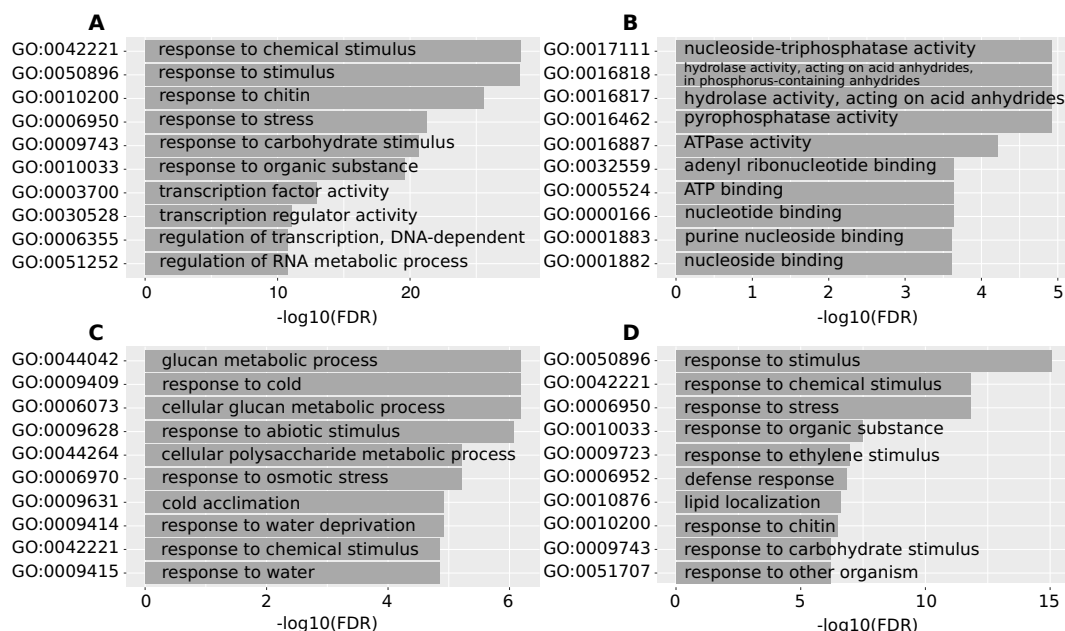 A
GO:0042221 response to chemical stimulus
GO:0050896 response to stimulus
GO:0010200 response to chitin
GO:0006950 response to stress
GO:0009743 response to carbohydrate stimulus
GO:0010033 response to organic substance
GO:0003700 transcription factor activity
GO:0030528 transcription regulator activity
GO:0006355 regulation of transcription, DNA-dependent
GO:0051252 regulation of RNA metabolic process
0 10 20
-log10(FDR)
B
GO:0017111 nucleoside-triphosphatase activity
GO:0016818 hydrolase activity, acting on acid anhydrides,
in phosphorus-containing anhydrides
GO:0016817 hydrolase activity, acting on acid anhydrides
GO:0016462 pyrophosphatase activity
GO:0016887 ATPase activity
GO:0032559 adenyl ribonucleotide binding
GO:0005524 ATP binding
GO:0000166 nucleotide binding
GO:0001883 purine nucleoside binding
GO:0001882 nucleoside binding
0 1 2 3 4 5
-log10(FDR)
C
GO:0044042 glucan metabolic process
GO:0009409 response to cold
GO:0006073 cellular glucan metabolic process
GO:0009628 response to abiotic stimulus
GO:0044264 cellular polysaccharide metabolic process
GO:0006970 response to osmotic stress
GO:0009631 cold acclimation
GO:0009414 response to water deprivation
GO:0042221 response to chemical stimulus
GO:0009415 response to water
0 2 4 6
-log10(FDR)
D
GO:0050896 response to stimulus
GO:0042221 response to chemical stimulus
GO:0006950 response to stress
GO:0010033 response to organic substance
GO:0009723 response to ethylene stimulus
GO:0006952 defense response
GO:0010876 lipid localization
GO:0010200 response to chitin
GO:0009743 response to carbohydrate stimulus
GO:0051707 response to other organism
0 5 10 15
-log10(FDR)